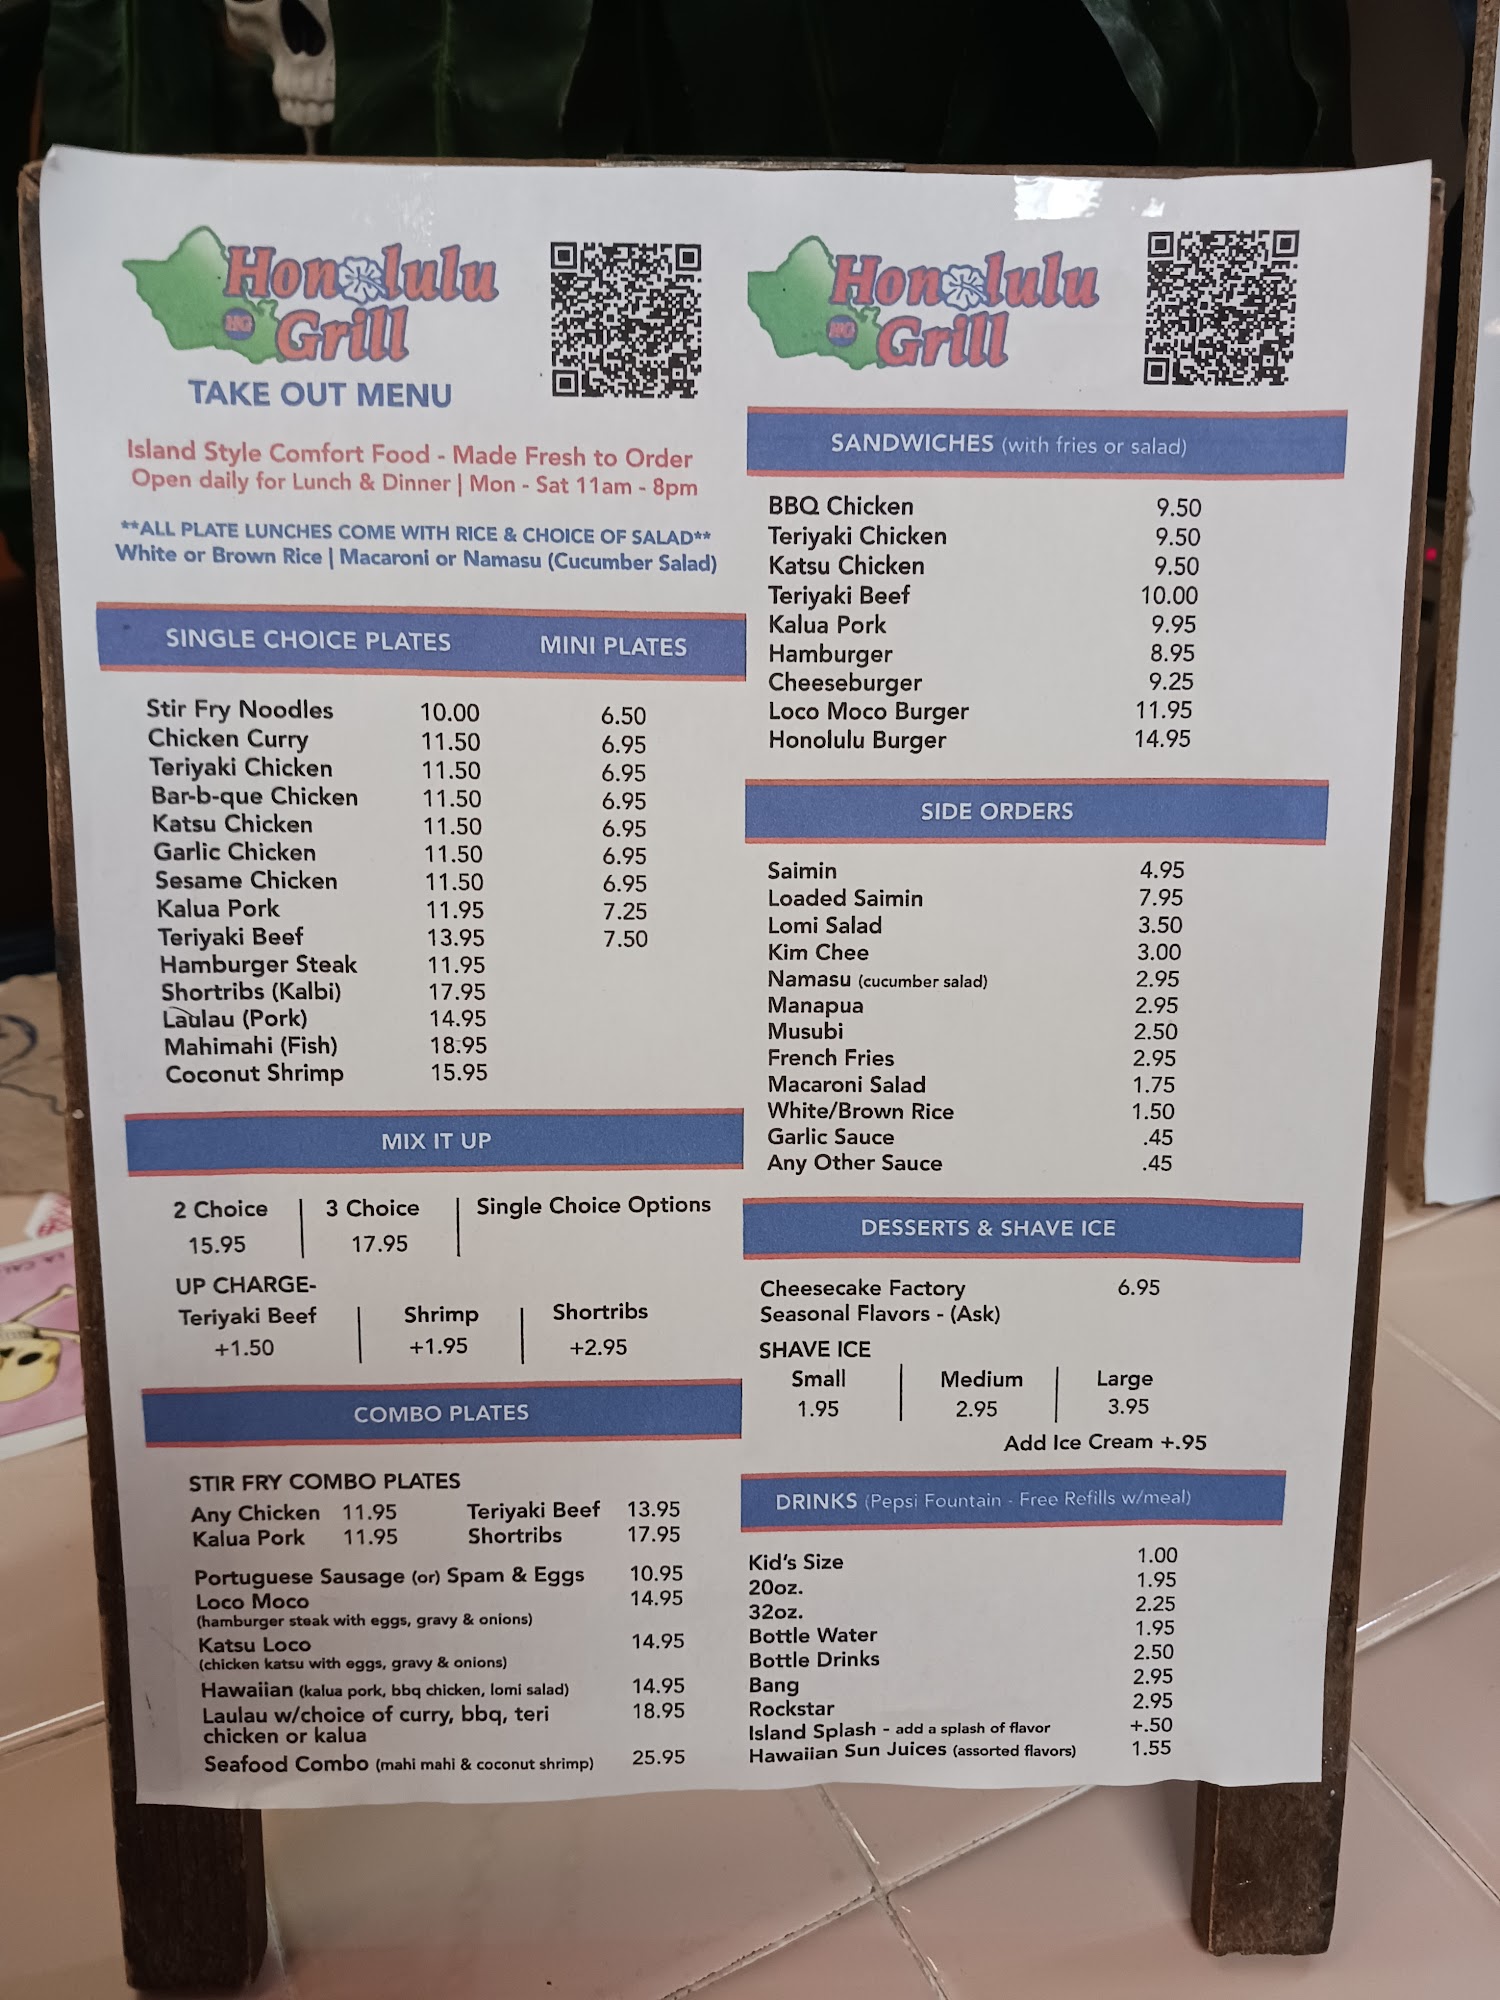 Honolulu
HG Grill
TAKE OUT MENU
Island Style Comfort Food - Made Fresh to Order
Open daily for Lunch & Dinner | Mon - Sat 11am - 8pm
**ALL PLATE LUNCHES COME WITH RICE & CHOICE OF SALAD**
White or Brown Rice | Macaroni or Namasu (Cucumber Salad)
SINGLE CHOICE PLATES MINI PLATES
Stir Fry Noodles 10.00 6.50
Chicken Curry 11.50 6.95
Teriyaki Chicken 11.50 6.95
Bar-b-que Chicken 11.50 6.95
Katsu Chicken 11.50 6.95
Garlic Chicken 11.50 6.95
Sesame Chicken 11.50 6.95
Kalua Pork 11.95 7.25
Teriyaki Beef 13.95 7.50
Hamburger Steak 11.95
Shortribs (Kalbi) 17.95
Laulau (Pork) 14.95
Mahimahi (Fish) 18.95
Coconut Shrimp 15.95
MIX IT UP
2 Choice | 3 Choice | Single Choice Options
15.95 | 17.95
UP CHARGE-
Teriyaki Beef | Shrimp | Shortribs
+1.50 | +1.95 | +2.95
COMBO PLATES
STIR FRY COMBO PLATES
Any Chicken 11.95 Teriyaki Beef 13.95
Kalua Pork 11.95 Shortribs 17.95
Portuguese Sausage (or) Spam & Eggs 10.95
Loco Moco 14.95
(hamburger steak with eggs, gravy & onions)
Katsu Loco 14.95
(chicken katsu with eggs, gravy & onions)
Hawaiian (kalua pork, bbq chicken, lomi salad) 14.95
Laulau w/choice of curry, bbq, teri 18.95
chicken or kalua
Seafood Combo (mahi mahi & coconut shrimp) 25.95
Honolulu
HG Grill
SANDWICHES (with fries or salad)
BBQ Chicken 9.50
Teriyaki Chicken 9.50
Katsu Chicken 9.50
Teriyaki Beef 10.00
Kalua Pork 9.95
Hamburger 8.95
Cheeseburger 9.25
Loco Moco Burger 11.95
Honolulu Burger 14.95
SIDE ORDERS
Saimin 4.95
Loaded Saimin 7.95
Lomi Salad 3.50
Kim Chee 3.00
Namasu (cucumber salad) 2.95
Manapua 2.95
Musubi 2.50
French Fries 2.95
Macaroni Salad 1.75
White/Brown Rice 1.50
Garlic Sauce .45
Any Other Sauce .45
DESSERTS & SHAVE ICE
Cheesecake Factory 6.95
Seasonal Flavors - (Ask)
SHAVE ICE
Small | Medium | Large
1.95 | 2.95 | 3.95
Add Ice Cream +.95
DRINKS (Pepsi Fountain - Free Refills w/meal)
Kid's Size 1.00
20oz. 1.95
32oz. 2.25
Bottle Water 1.95
Bottle Drinks 2.50
Bang 2.95
Rockstar 2.95
Island Splash - add a splash of flavor +.50
Hawaiian Sun Juices (assorted flavors) 1.55